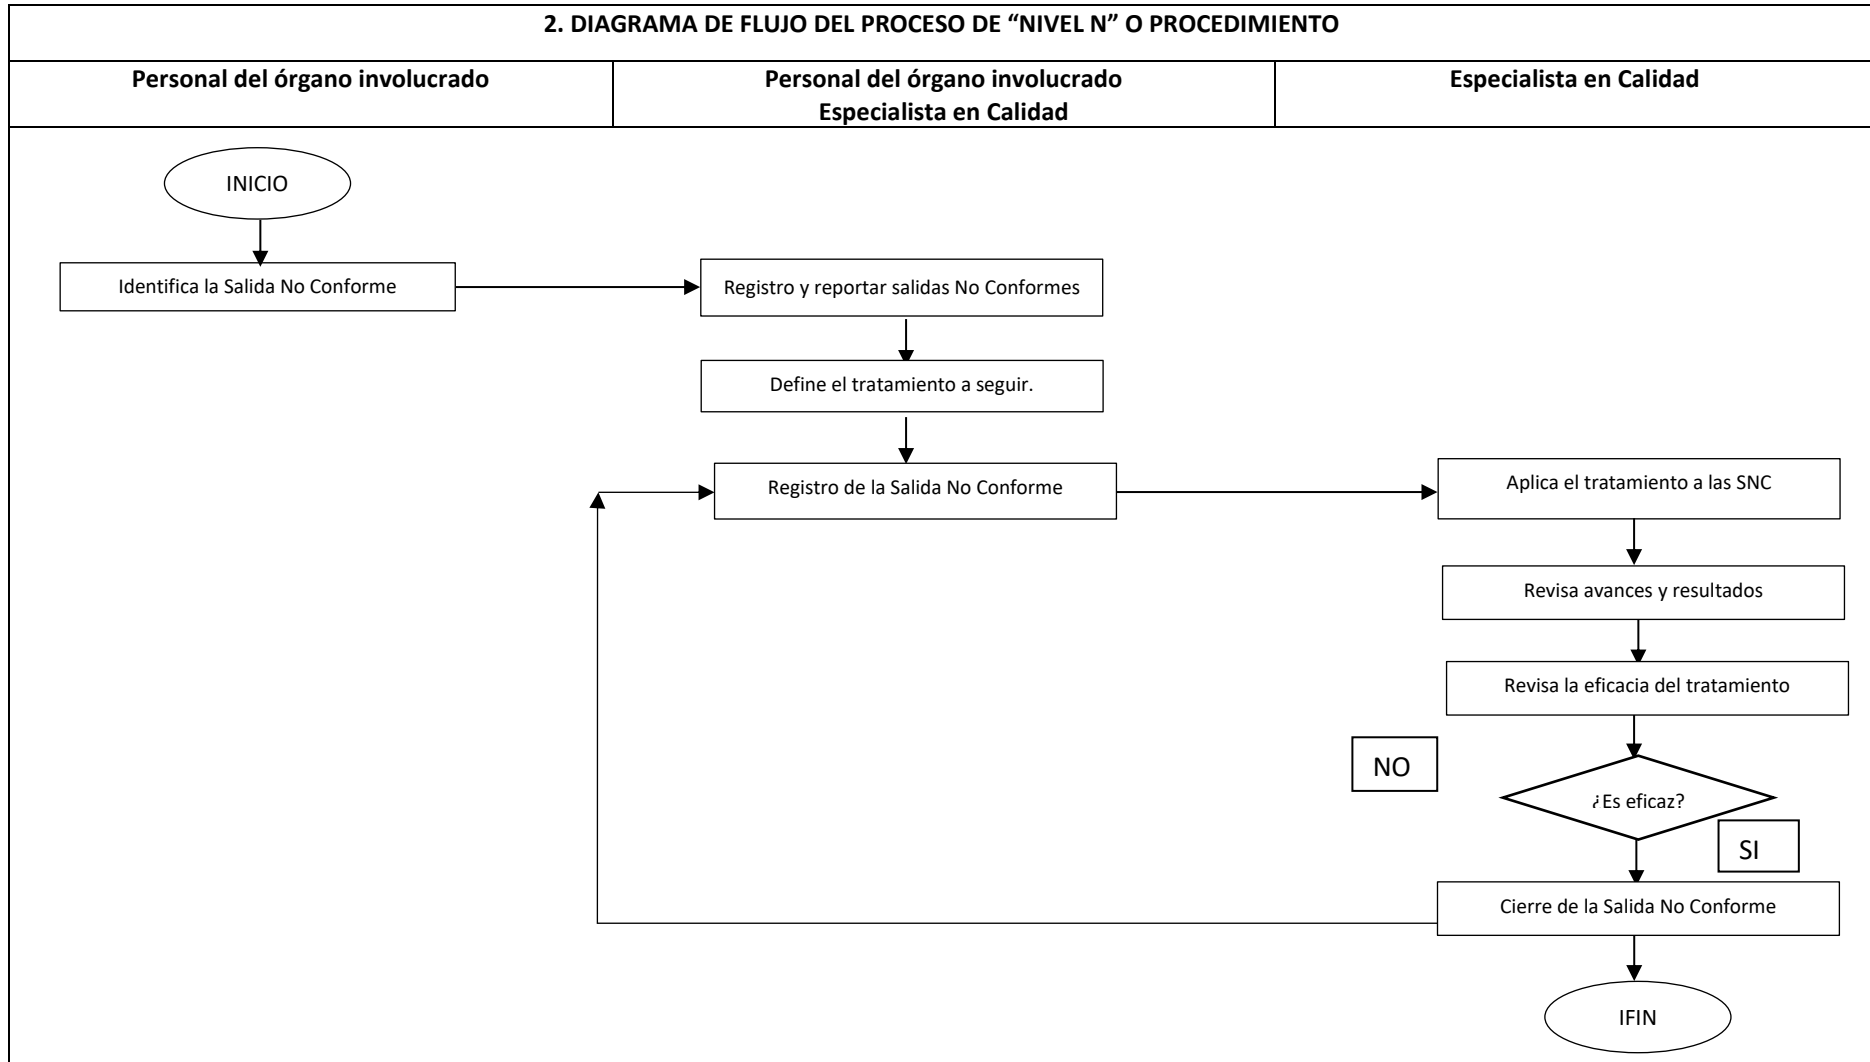 2. DIAGRAMA DE FLUJO DEL PROCESO DE “NIVEL N” O PROCEDIMIENTO
Personal del órgano involucrado
Personal del órgano involucrado
Especialista en Calidad
Especialista en Calidad
INICIO
Identifica la Salida No Conforme
Registro y reportar salidas No Conformes
Define el tratamiento a seguir.
Registro de la Salida No Conforme
Aplica el tratamiento a las SNC
Revisa avances y resultados
Revisa la eficacia del tratamiento
NO
¿Es eficaz?
SI
Cierre de la Salida No Conforme
IFIN